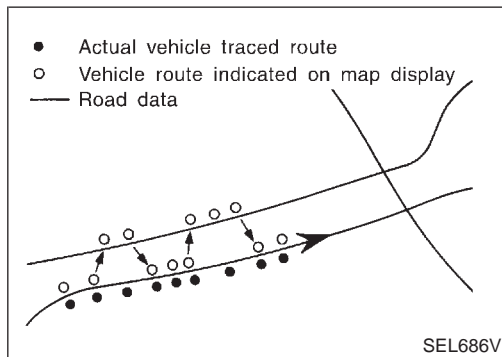 Actual vehicle traced route
Vehicle route indicated on map display
Road data
SEL686V